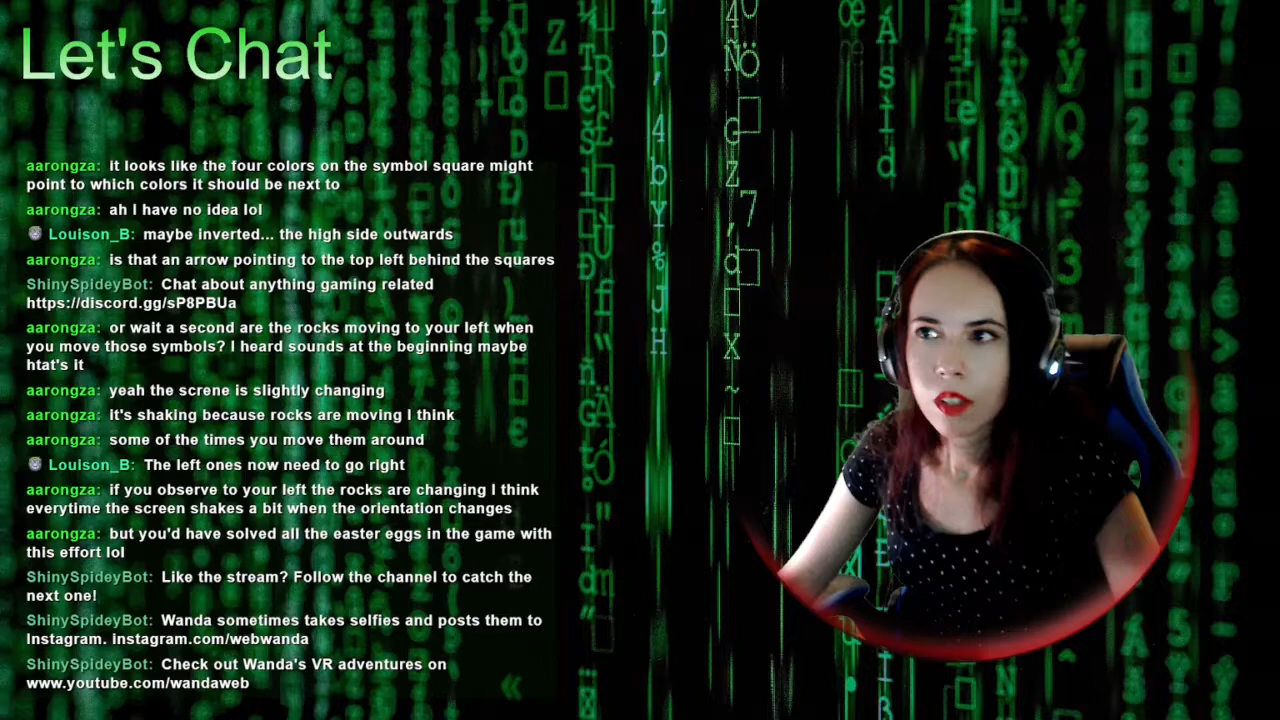 Let's Chat
aarongza: it looks like the four colors on the symbol square might
point to which colors it should be next to
aarongza: ah I have no idea lol
Louison_B: maybe inverted... the high side outwards
aarongza: is that an arrow pointing to the top left behind the squares
ShinySpideyBot: Chat about anything gaming related
https://discord.gg/sP8PBUa
aarongza: or wait a second are the rocks moving to your left when
you move those symbols? I heard sounds at the beginning maybe
htat's it
aarongza: yeah the screne is slightly changing
aarongza: it's shaking because rocks are moving I think
aarongza: some of the times you move them around
Louison_B: The left ones now need to go right
aarongza: if you observe to your left the rocks are changing I think
everytime the screen shakes a bit when the orientation changes
aarongza: but you'd have solved all the easter eggs in the game with
this effort lol
ShinySpideyBot: Like the stream? Follow the channel to catch the
next one!
ShinySpideyBot: Wanda sometimes takes selfies and posts them to
Instagram. instagram.com/webwanda
ShinySpideyBot: Check out Wanda's VR adventures on
www.youtube.com/wandaweb